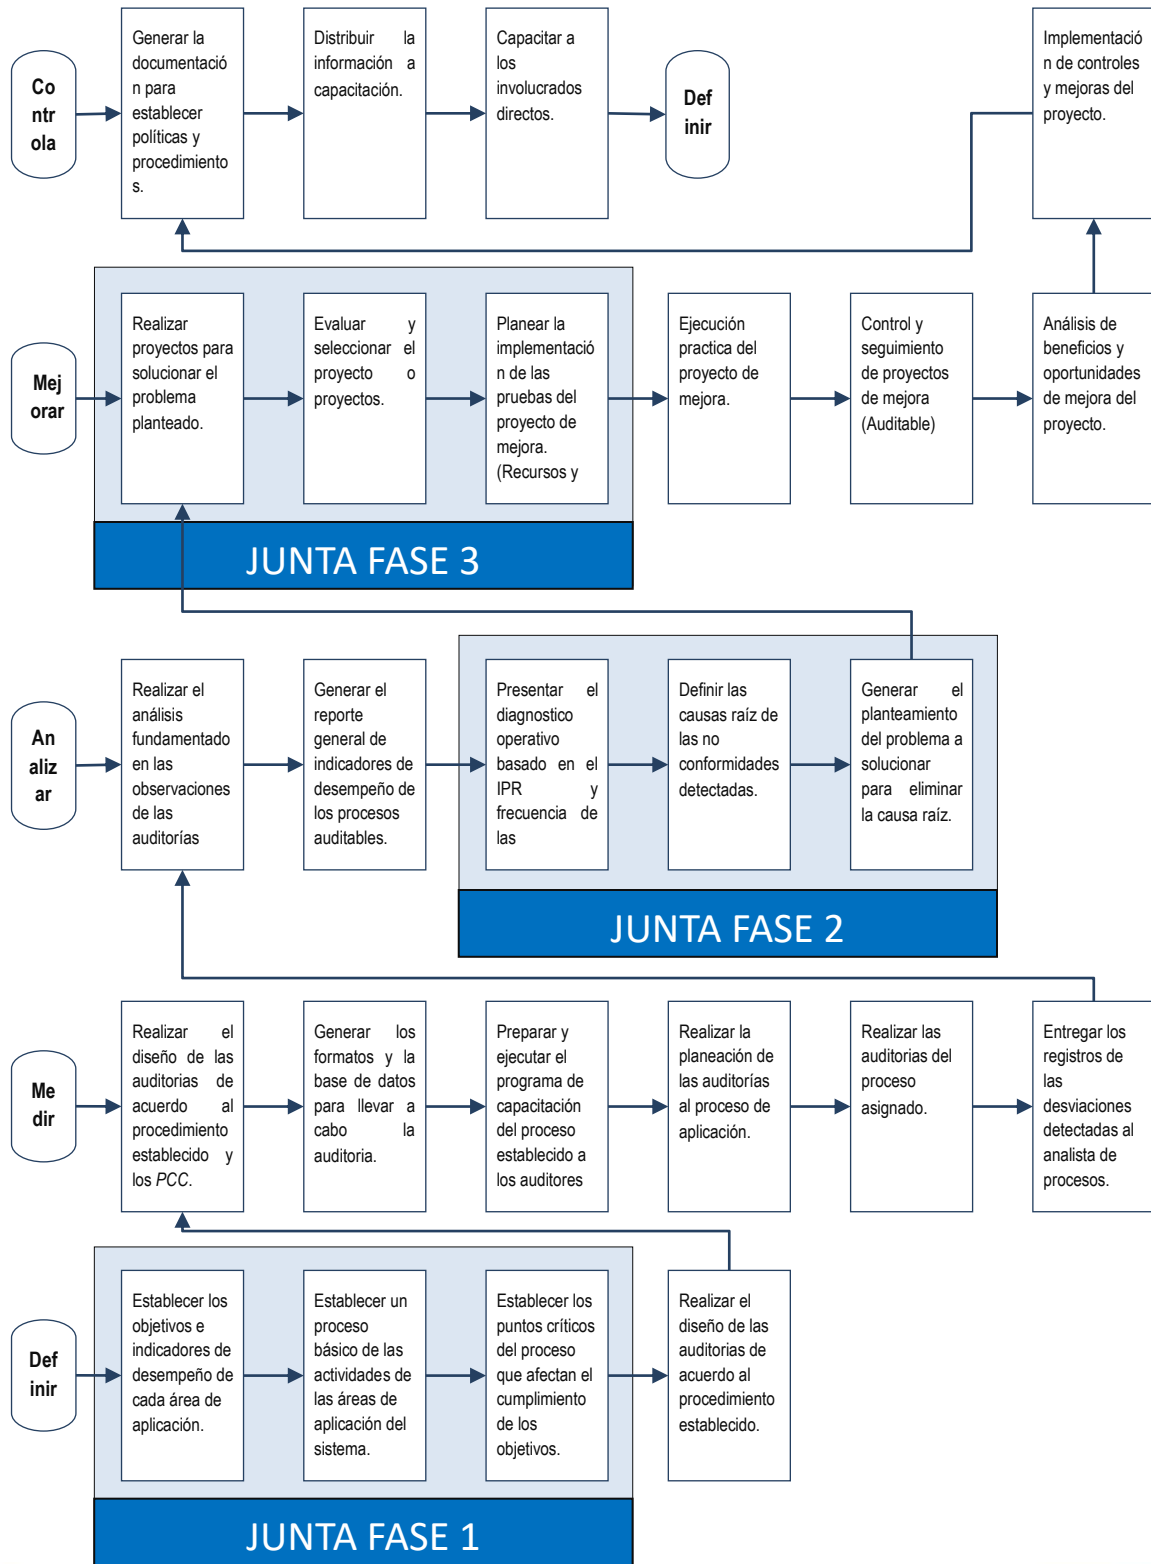 Co
ntr
ola
Generar la
documentació
n para
establecer
políticas y
procedimiento
s.
Distribuir la
información a
capacitación.
Capacitar a
los
involucrados
directos.
Def
inir
Implementació
n de controles
y mejoras del
proyecto.
Mej
orar
Realizar
proyectos para
solucionar el
problema
planteado.
Evaluar y
seleccionar el
proyecto o
proyectos.
Planear la
implementació
n de las
pruebas del
proyecto de
mejora.
(Recursos y
Ejecución
practica del
proyecto de
mejora.
Control y
seguimiento
de proyectos
de mejora
(Auditable)
Análisis de
beneficios y
oportunidades
de mejora del
proyecto.
JUNTA FASE 3
An
aliz
ar
Realizar el
análisis
fundamentado
en las
observaciones
de las
auditorías
Generar el
reporte
general de
indicadores de
desempeño de
los procesos
auditables.
Presentar el
diagnostico
operativo
basado en el
IPR y
frecuencia de
las
Definir las
causas raíz de
las no
conformidades
detectadas.
Generar el
planteamiento
del problema a
solucionar
para eliminar
la causa raíz.
JUNTA FASE 2
Me
dir
Realizar el
diseño de las
auditorias de
acuerdo al
procedimiento
establecido y
los PCC.
Generar los
formatos y la
base de datos
para llevar a
cabo la
auditoria.
Preparar y
ejecutar el
programa de
capacitación
del proceso
establecido a
los auditores
Realizar la
planeación de
las auditorías
al proceso de
aplicación.
Realizar las
auditorias del
proceso
asignado.
Entregar los
registros de
las
desviaciones
detectadas al
analista de
procesos.
Def
inir
Establecer los
objetivos e
indicadores de
desempeño de
cada área de
aplicación.
Establecer un
proceso
básico de las
actividades de
las áreas de
aplicación del
sistema.
Establecer los
puntos críticos
del proceso
que afectan el
cumplimiento
de los
objetivos.
Realizar el
diseño de las
auditorias de
acuerdo al
procedimiento
establecido.
JUNTA FASE 1